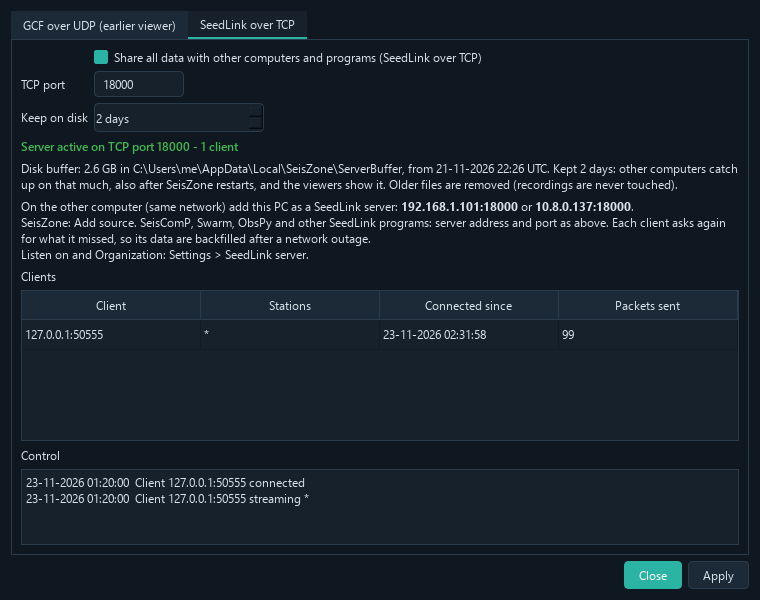 GCF over UDP (earlier viewer)
SeedLink over TCP
Share all data with other computers and programs (SeedLink over TCP)
TCP port
18000
Keep on disk
2 days
Server active on TCP port 18000 - 1 client
Disk buffer: 2.6 GB in C:\Users\me\AppData\Local\SeisZone\ServerBuffer, from 21-11-2026 22:26 UTC. Kept 2 days: other computers catch
up on that much, also after SeisZone restarts, and the viewers show it. Older files are removed (recordings are never touched).
On the other computer (same network) add this PC as a SeedLink server: 192.168.1.101:18000 or 10.8.0.137:18000.
SeisZone: Add source. SeisComP, Swarm, ObsPy and other SeedLink programs: server address and port as above. Each client asks again
for what it missed, so its data are backfilled after a network outage.
Listen on and Organization: Settings > SeedLink server.
Clients
Client
Stations
Connected since
Packets sent
127.0.0.1:50555
*
23-11-2026 02:31:58
99
Control
23-11-2026 01:20:00 Client 127.0.0.1:50555 connected
23-11-2026 01:20:00 Client 127.0.0.1:50555 streaming *
Close
Apply